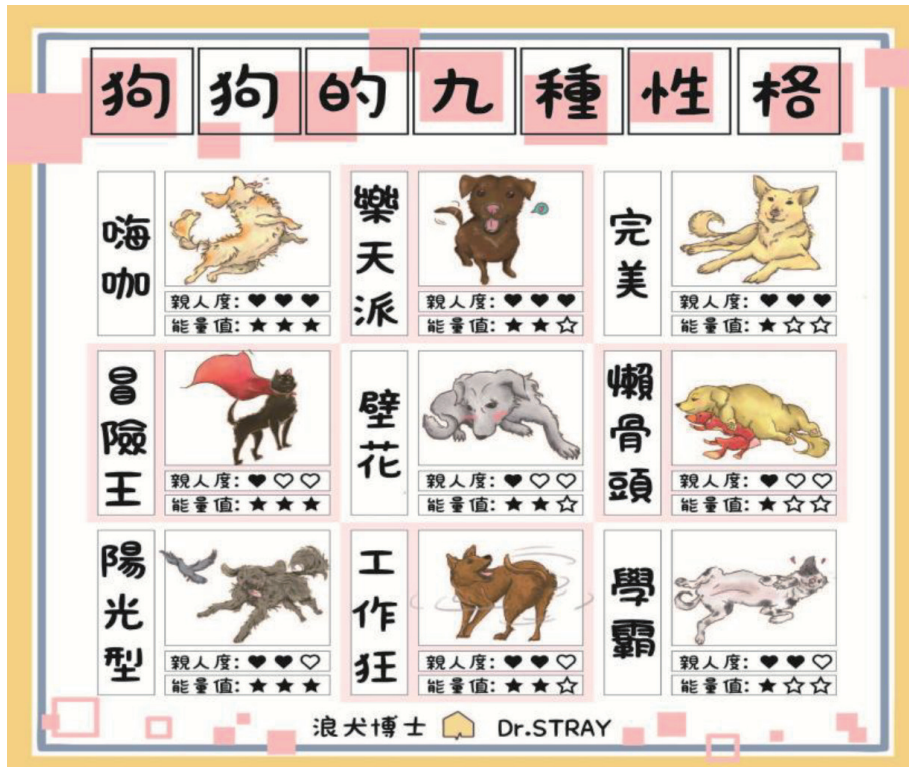 狗狗的九種性格
嗨咖
親人度：♥♥♥
能量值：★★★
樂天派
親人度：♥♥♥
能量值：★★☆
完美
親人度：♥♥♥
能量值：★☆☆
冒險王
親人度：♥♡♡
能量值：★★★
壁花
親人度：♥♡♡
能量值：★★☆
懶骨頭
親人度：♥♡♡
能量值：★☆☆
陽光型
親人度：♥♥♡
能量值：★★★
工作狂
親人度：♥♥♡
能量值：★★☆
學霸
親人度：♥♥♡
能量值：★☆☆
浪犬博士 Dr.STRAY